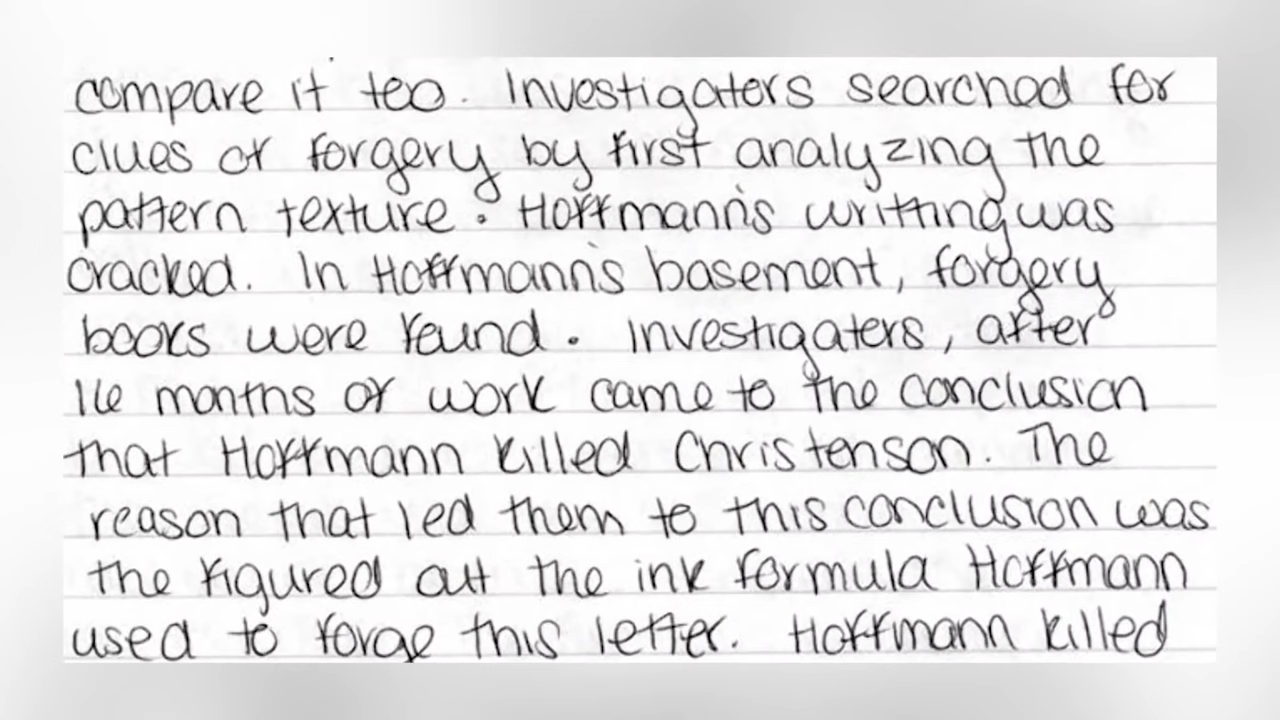 compare it too. Investigators searched for
clues of forgery by first analyzing the
pattern texture. Hoffmann's writting was
cracked. In Hoffmann's basement, forgery
books were found. Investigaters, after
16 months of work came to the conclusion
that Hoffmann killed Christenson. The
reason that led them to this conclusion was
the figured out the ink formula Hoffmann
used to forge this letter. Hoffmann killed